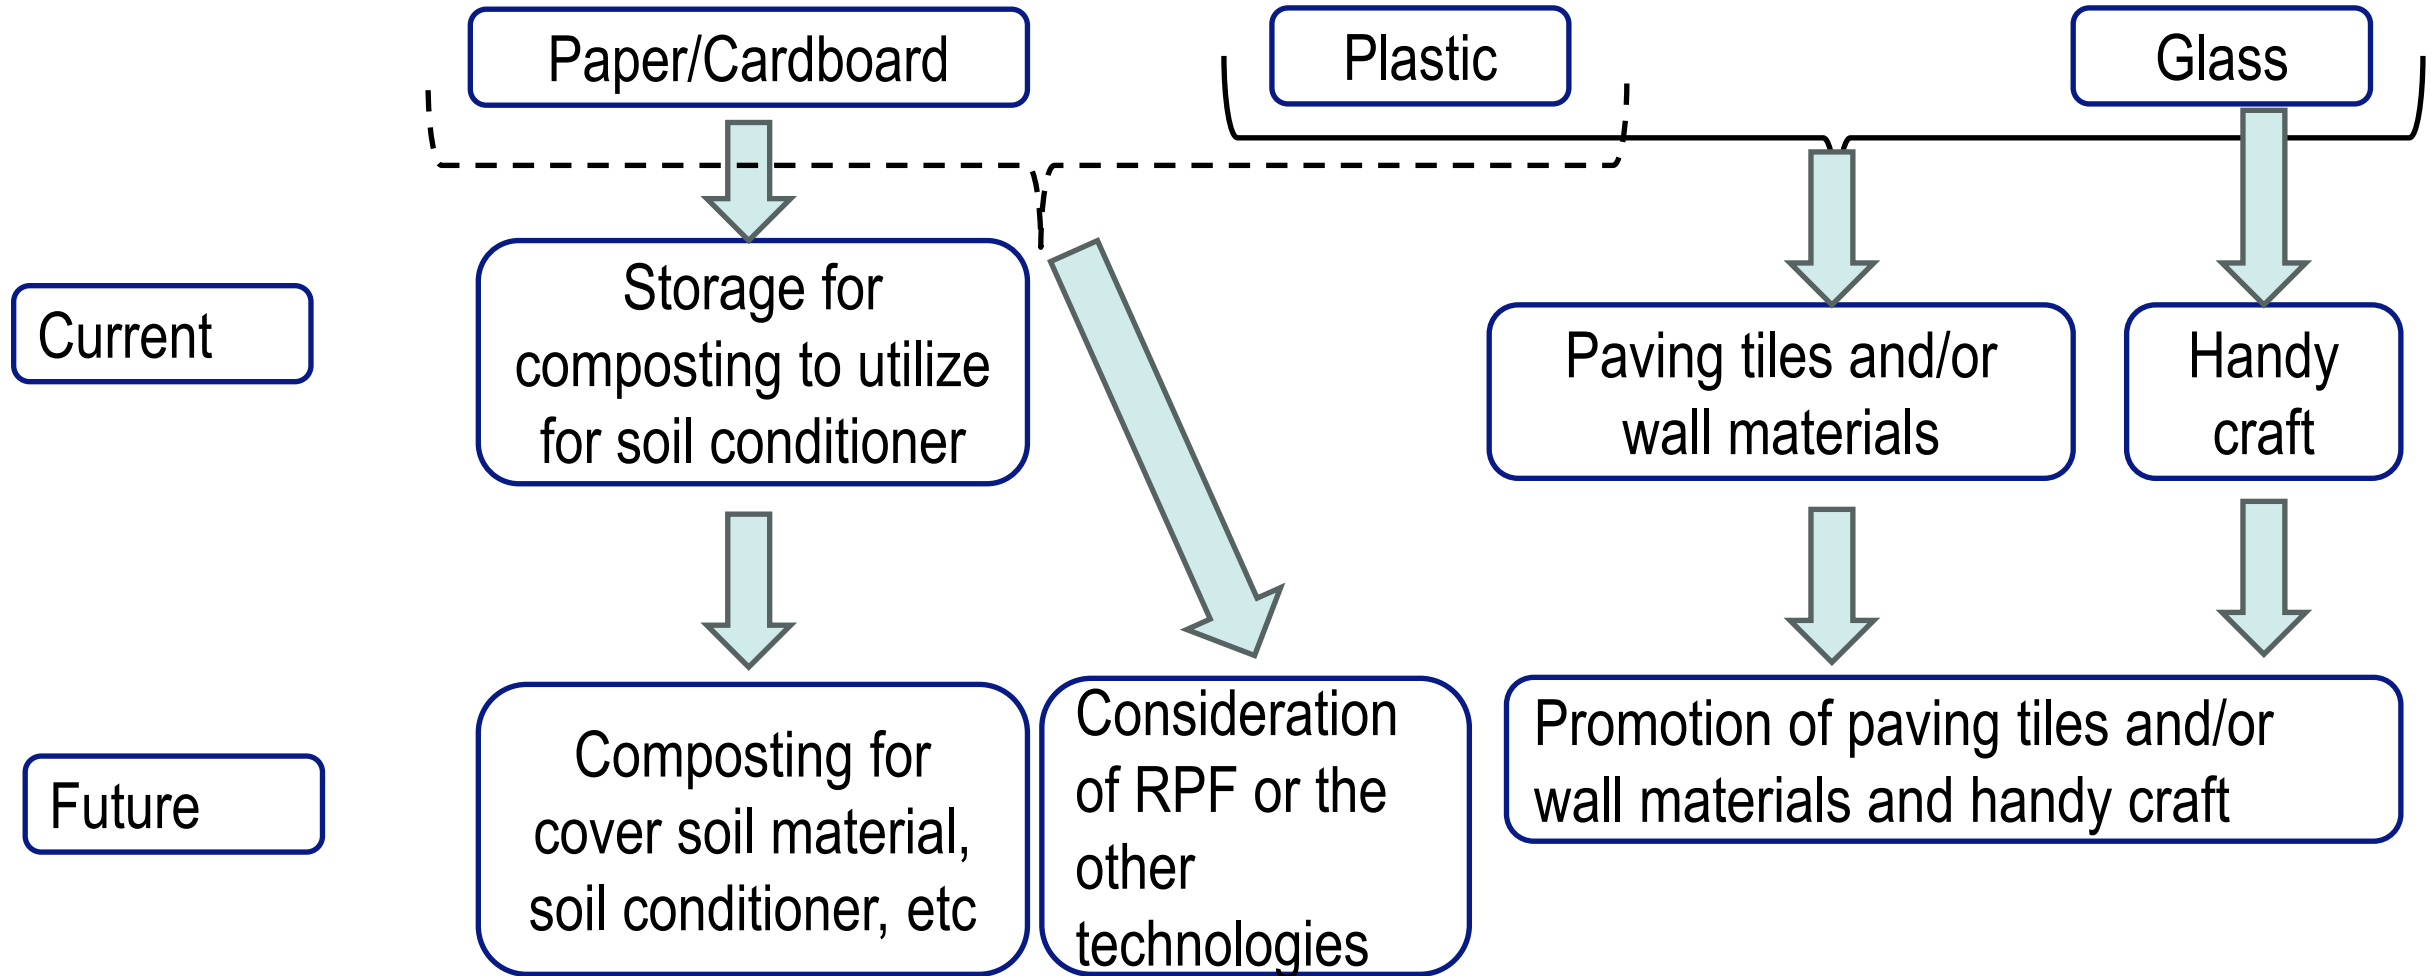 Paper/Cardboard
Plastic
Glass
Current
Storage for
composting to utilize
for soil conditioner
Paving tiles and/or
wall materials
Handy
craft
Future
Composting for
cover soil material,
soil conditioner, etc
Consideration
of RPF or the
other
technologies
Promotion of paving tiles and/or
wall materials and handy craft